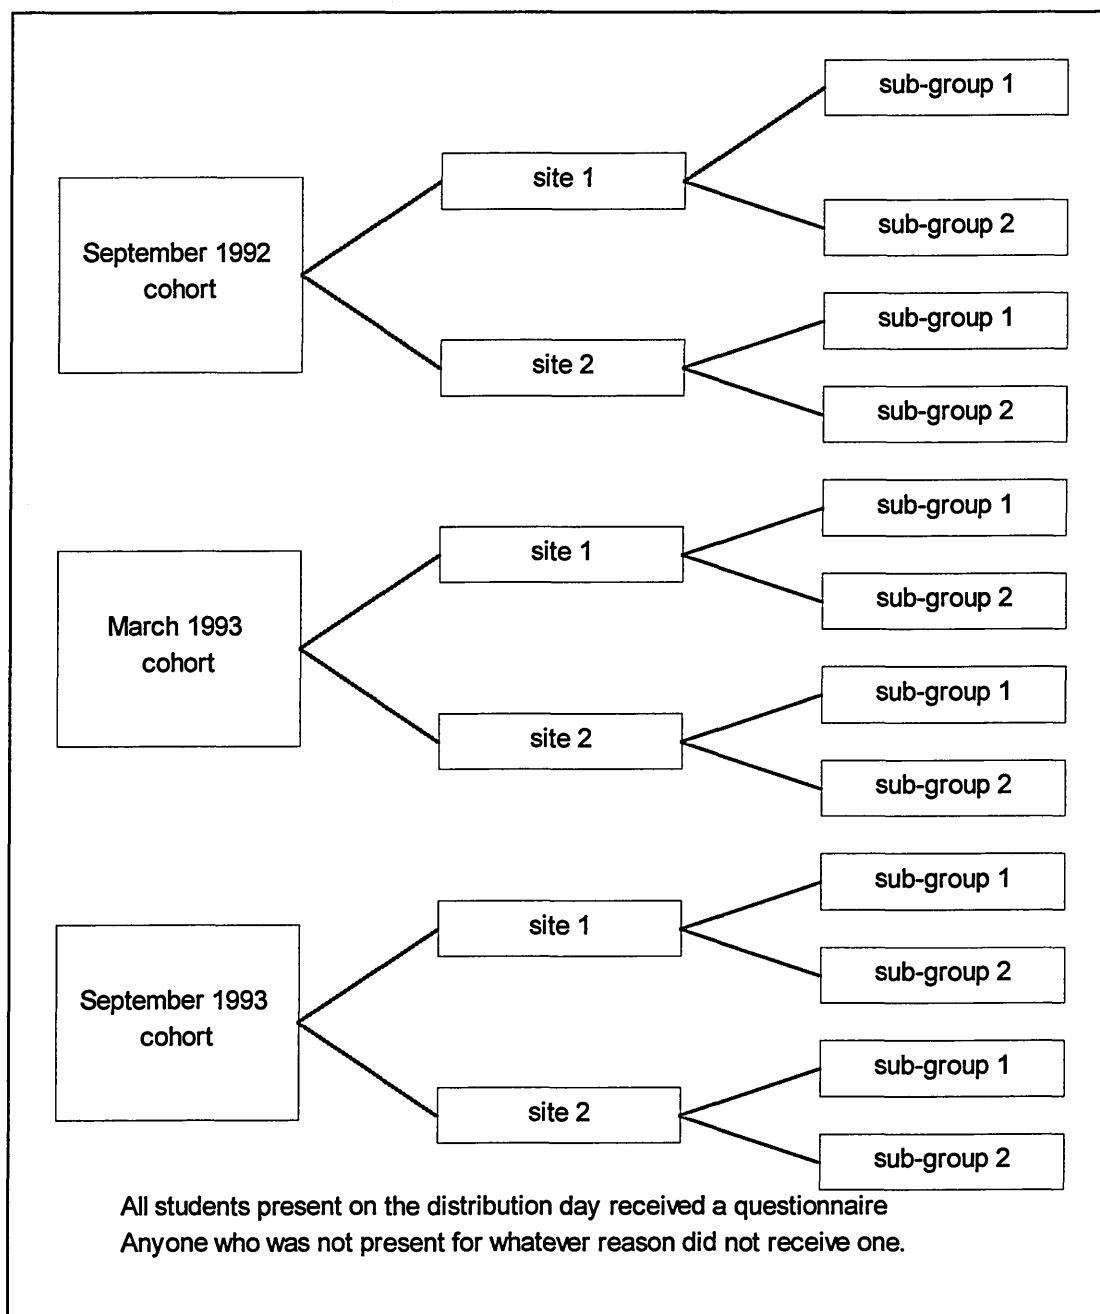 sub-group 1
site 1
sub-group 2
September 1992
cohort
sub-group 1
site 2
sub-group 2
sub-group 1
site 1
sub-group 2
March 1993
cohort
sub-group 1
site 2
sub-group 2
sub-group 1
site 1
sub-group 2
September 1993
cohort
sub-group 1
site 2
sub-group 2
All students present on the distribution day received a questionnaire
Anyone who was not present for whatever reason did not receive one.